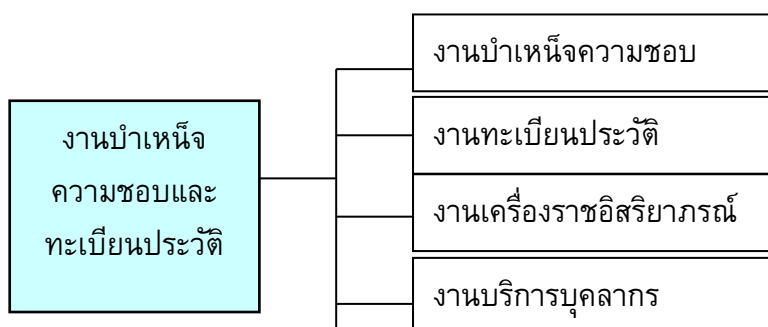 งานบำเหน็จ
ความชอบและ
ทะเบียนประวัติ
งานบำเหน็จความชอบ
งานทะเบียนประวัติ
งานเครื่องราชอิสริยาภรณ์
งานบริการบุคลากร